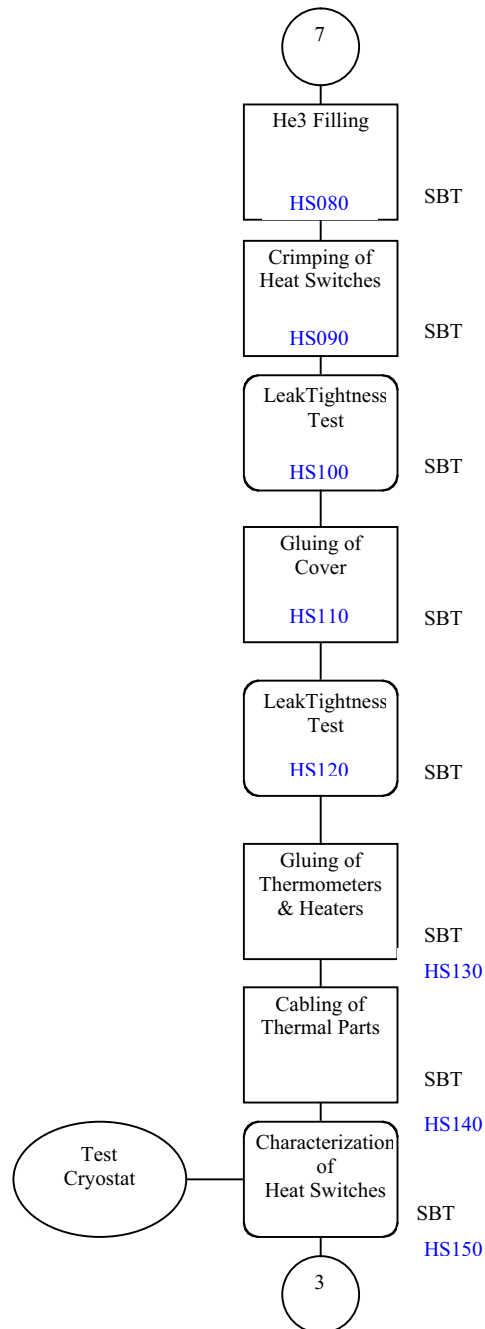 7
He3 Filling
HS080
SBT
Crimping of
Heat Switches
HS090
SBT
LeakTightness
Test
HS100
SBT
Gluing of
Cover
HS110
SBT
LeakTightness
Test
HS120
SBT
Gluing of
Thermometers
& Heaters
SBT
HS130
Cabling of
Thermal Parts
SBT
HS140
Test
Cryostat
Characterization
of
Heat Switches
SBT
HS150
3